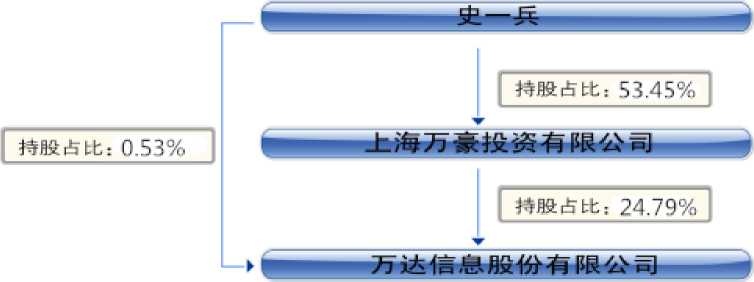 史一兵
持股占比：53.45%
上海万豪投资有限公司
持股占比：0.53%
持股占比：24.79%
万达信息股份有限公司